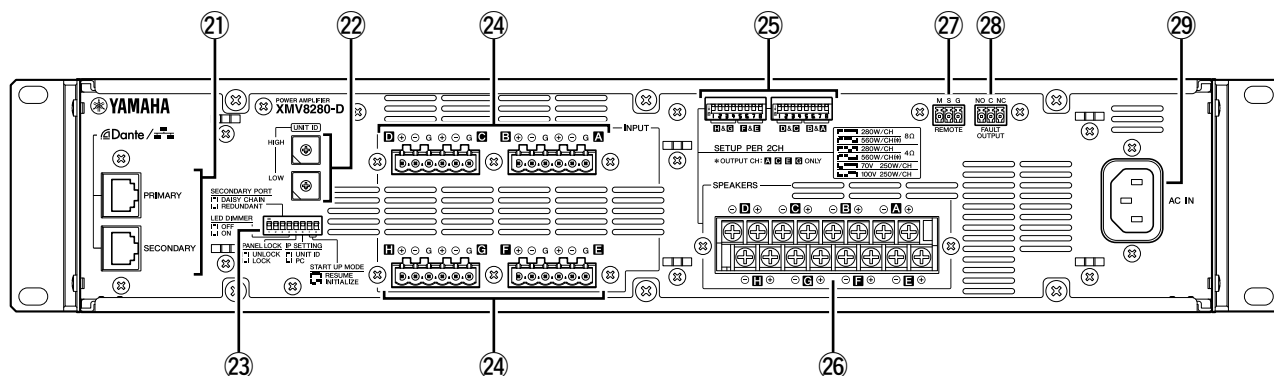 ㉑ ㉒ ㉔ ㉕ ㉗ ㉘ ㉙
YAMAHA
POWER AMPLIFIER
XMV8280-D
Dante /
PRIMARY
SECONDARY
UNIT ID
HIGH
LOW
SECONDARY PORT
DAISY CHAIN
REDUNDANT
LED DIMMER
OFF
ON
PANEL LOCK
UNLOCK
LOCK
IP SETTING
UNIT ID
PC
START UP MODE
RESUME
INITIALIZE
D + − G + − G C B + − G + − G A
INPUT
H + − G + − G G F + − G + − G E
H & G F & E D & C B & A
SETUP PER 2CH
*OUTPUT CH: A C E G ONLY
280W/CH
560W/CH(*)
8Ω
280W/CH
560W/CH(*)
4Ω
70V 250W/CH
100V 250W/CH
SPEAKERS
− D + − C + − B + − A +
− H + − G + − F + − E +
M S G
REMOTE
NO C NC
FAULT
OUTPUT
AC IN
㉓ ㉔ ㉖